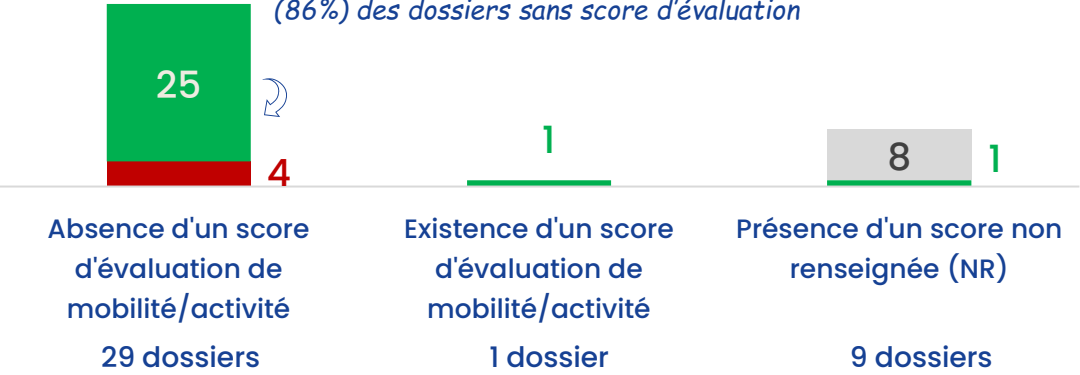 (86%) des dossiers sans score d'évaluation
25
4
1
8
1
Absence d'un score
d'évaluation de
mobilité/activité
29 dossiers
Existence d'un score
d'évaluation de
mobilité/activité
1 dossier
Présence d'un score non
renseignée (NR)
9 dossiers